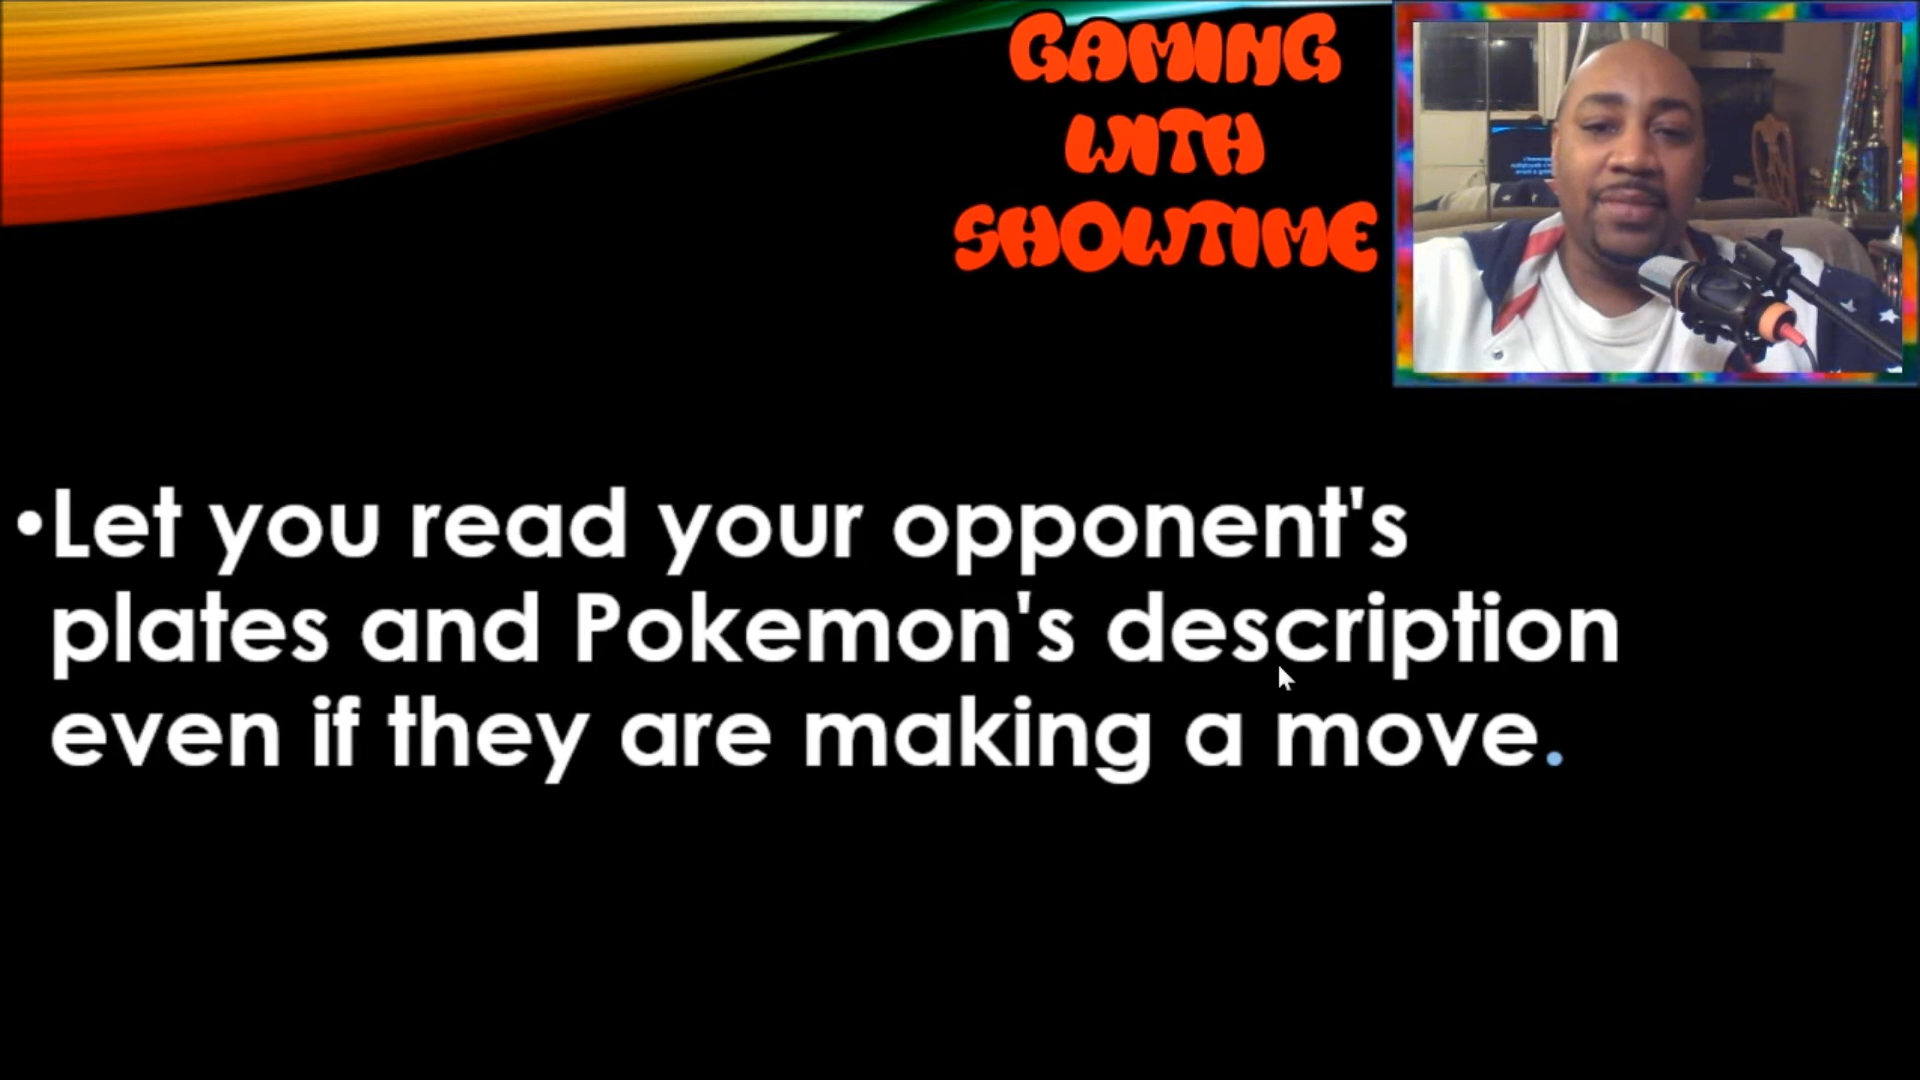 GAMING
WITH
SHOWTIME
•Let you read your opponent's
plates and Pokemon's description
even if they are making a move.